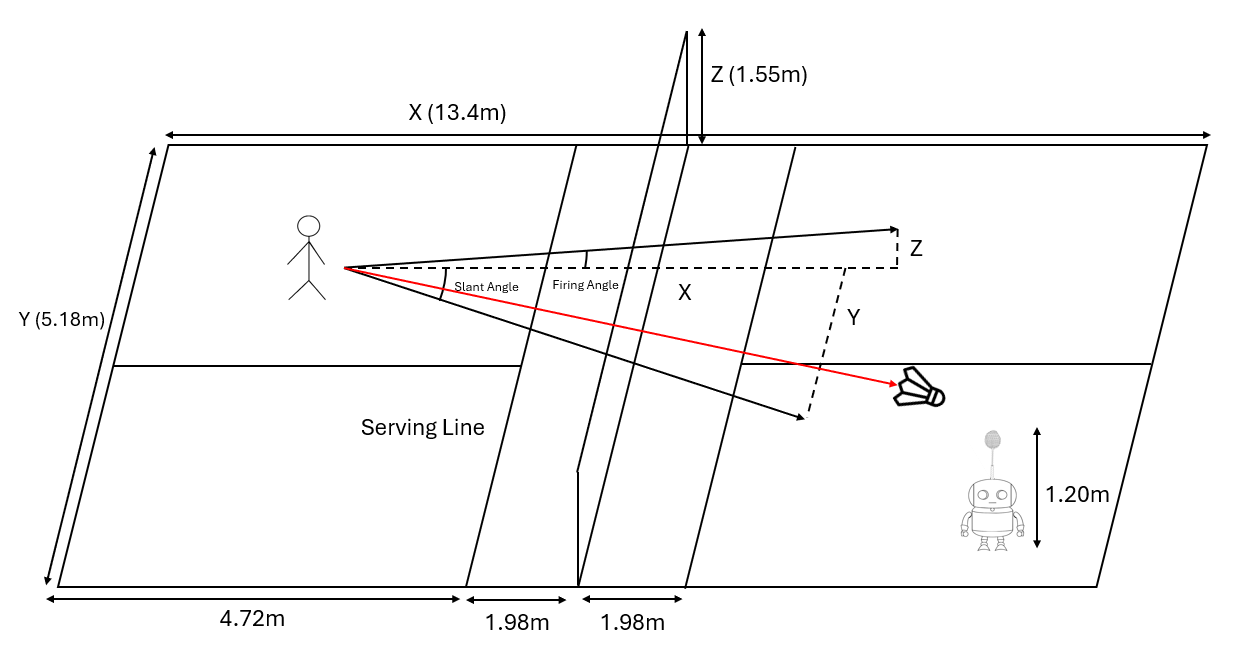 Z (1.55m)
X (13.4m)
Z
Slant Angle
Firing Angle
X
Y
Y (5.18m)
Serving Line
1.20m
4.72m
1.98m
1.98m